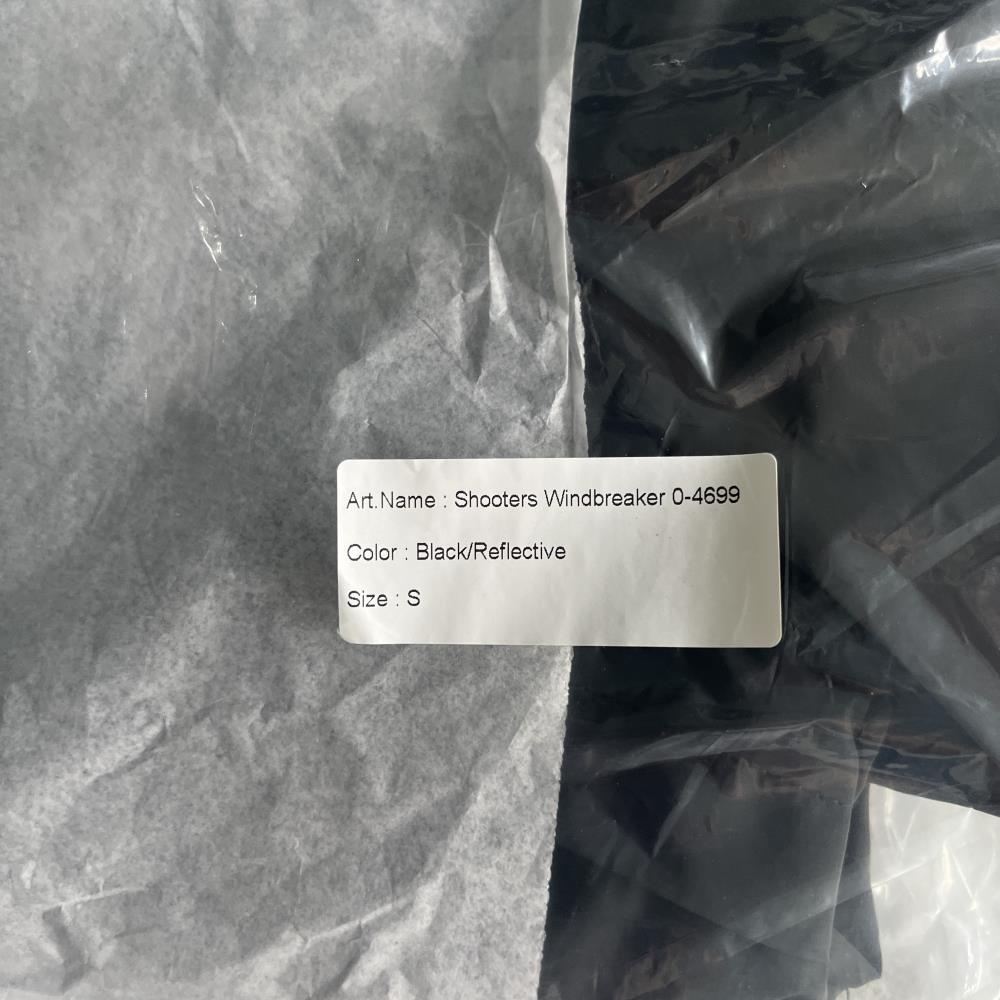 Art.Name : Shooters Windbreaker 0-4699
Color : Black/Reflective
Size : S